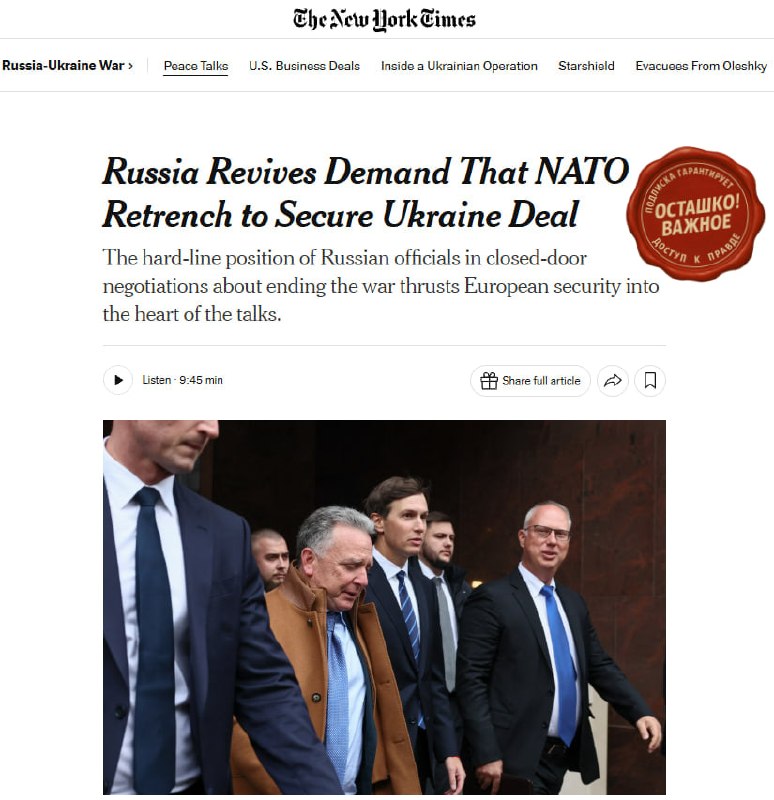 The New York Times
Russia-Ukraine War >
Peace Talks
U.S. Business Deals
Inside a Ukrainian Operation
Starshield
Evacuees From Oleshky
Russia Revives Demand That NATO
Retrench to Secure Ukraine Deal
ПОДПИСКА ГАРАНТИРУЕТ
ОСТАШКО!
ВАЖНОЕ
ДОСТУП К ПРАВДЕ
The hard-line position of Russian officials in closed-door
negotiations about ending the war thrusts European security into
the heart of the talks.
Listen · 9:45 min
Share full article